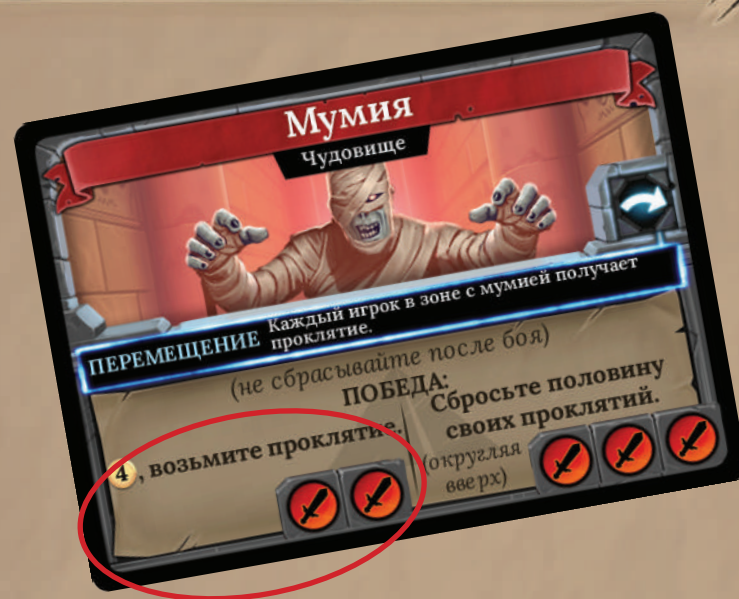 Мумия
Чудовище
ПЕРЕМЕЩЕНИЕ Каждый игрок в зоне с мумией получает
проклятие.
(не сбрасывайте после боя)
ПОБЕДА:
4, возьмите проклятие.
Сбросьте половину
своих проклятий.
(округляя
вверх)